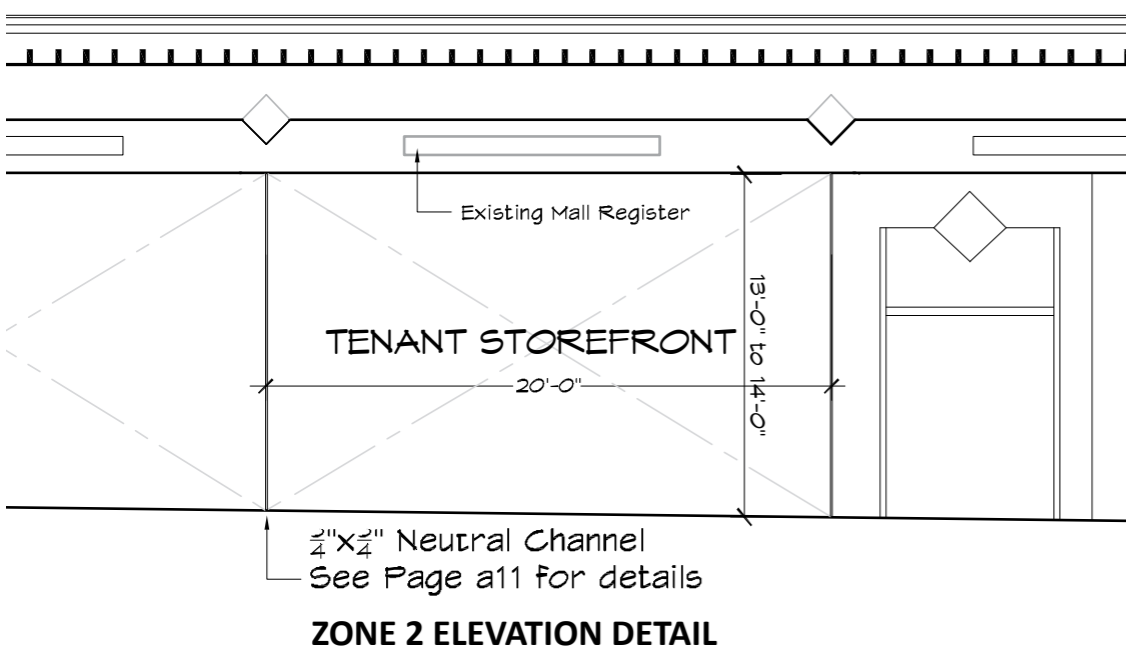 Existing Mall Register
TENANT STOREFRONT
13'-0" to 14'-0"
20'-0"
3/4"x3/4" Neutral Channel
See Page a11 for details
ZONE 2 ELEVATION DETAIL